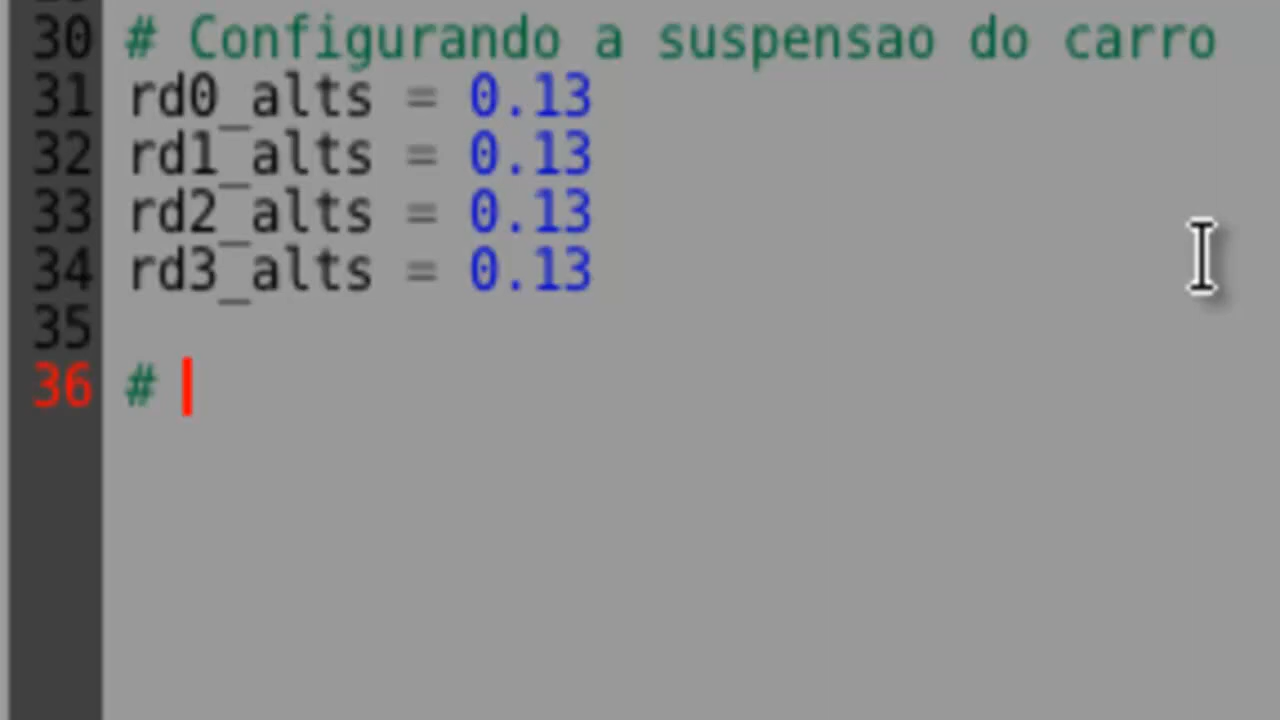 30 # Configurando a suspensao do carro
31 rd0_alts = 0.13
32 rd1_alts = 0.13
33 rd2_alts = 0.13
34 rd3_alts = 0.13
35
36 #